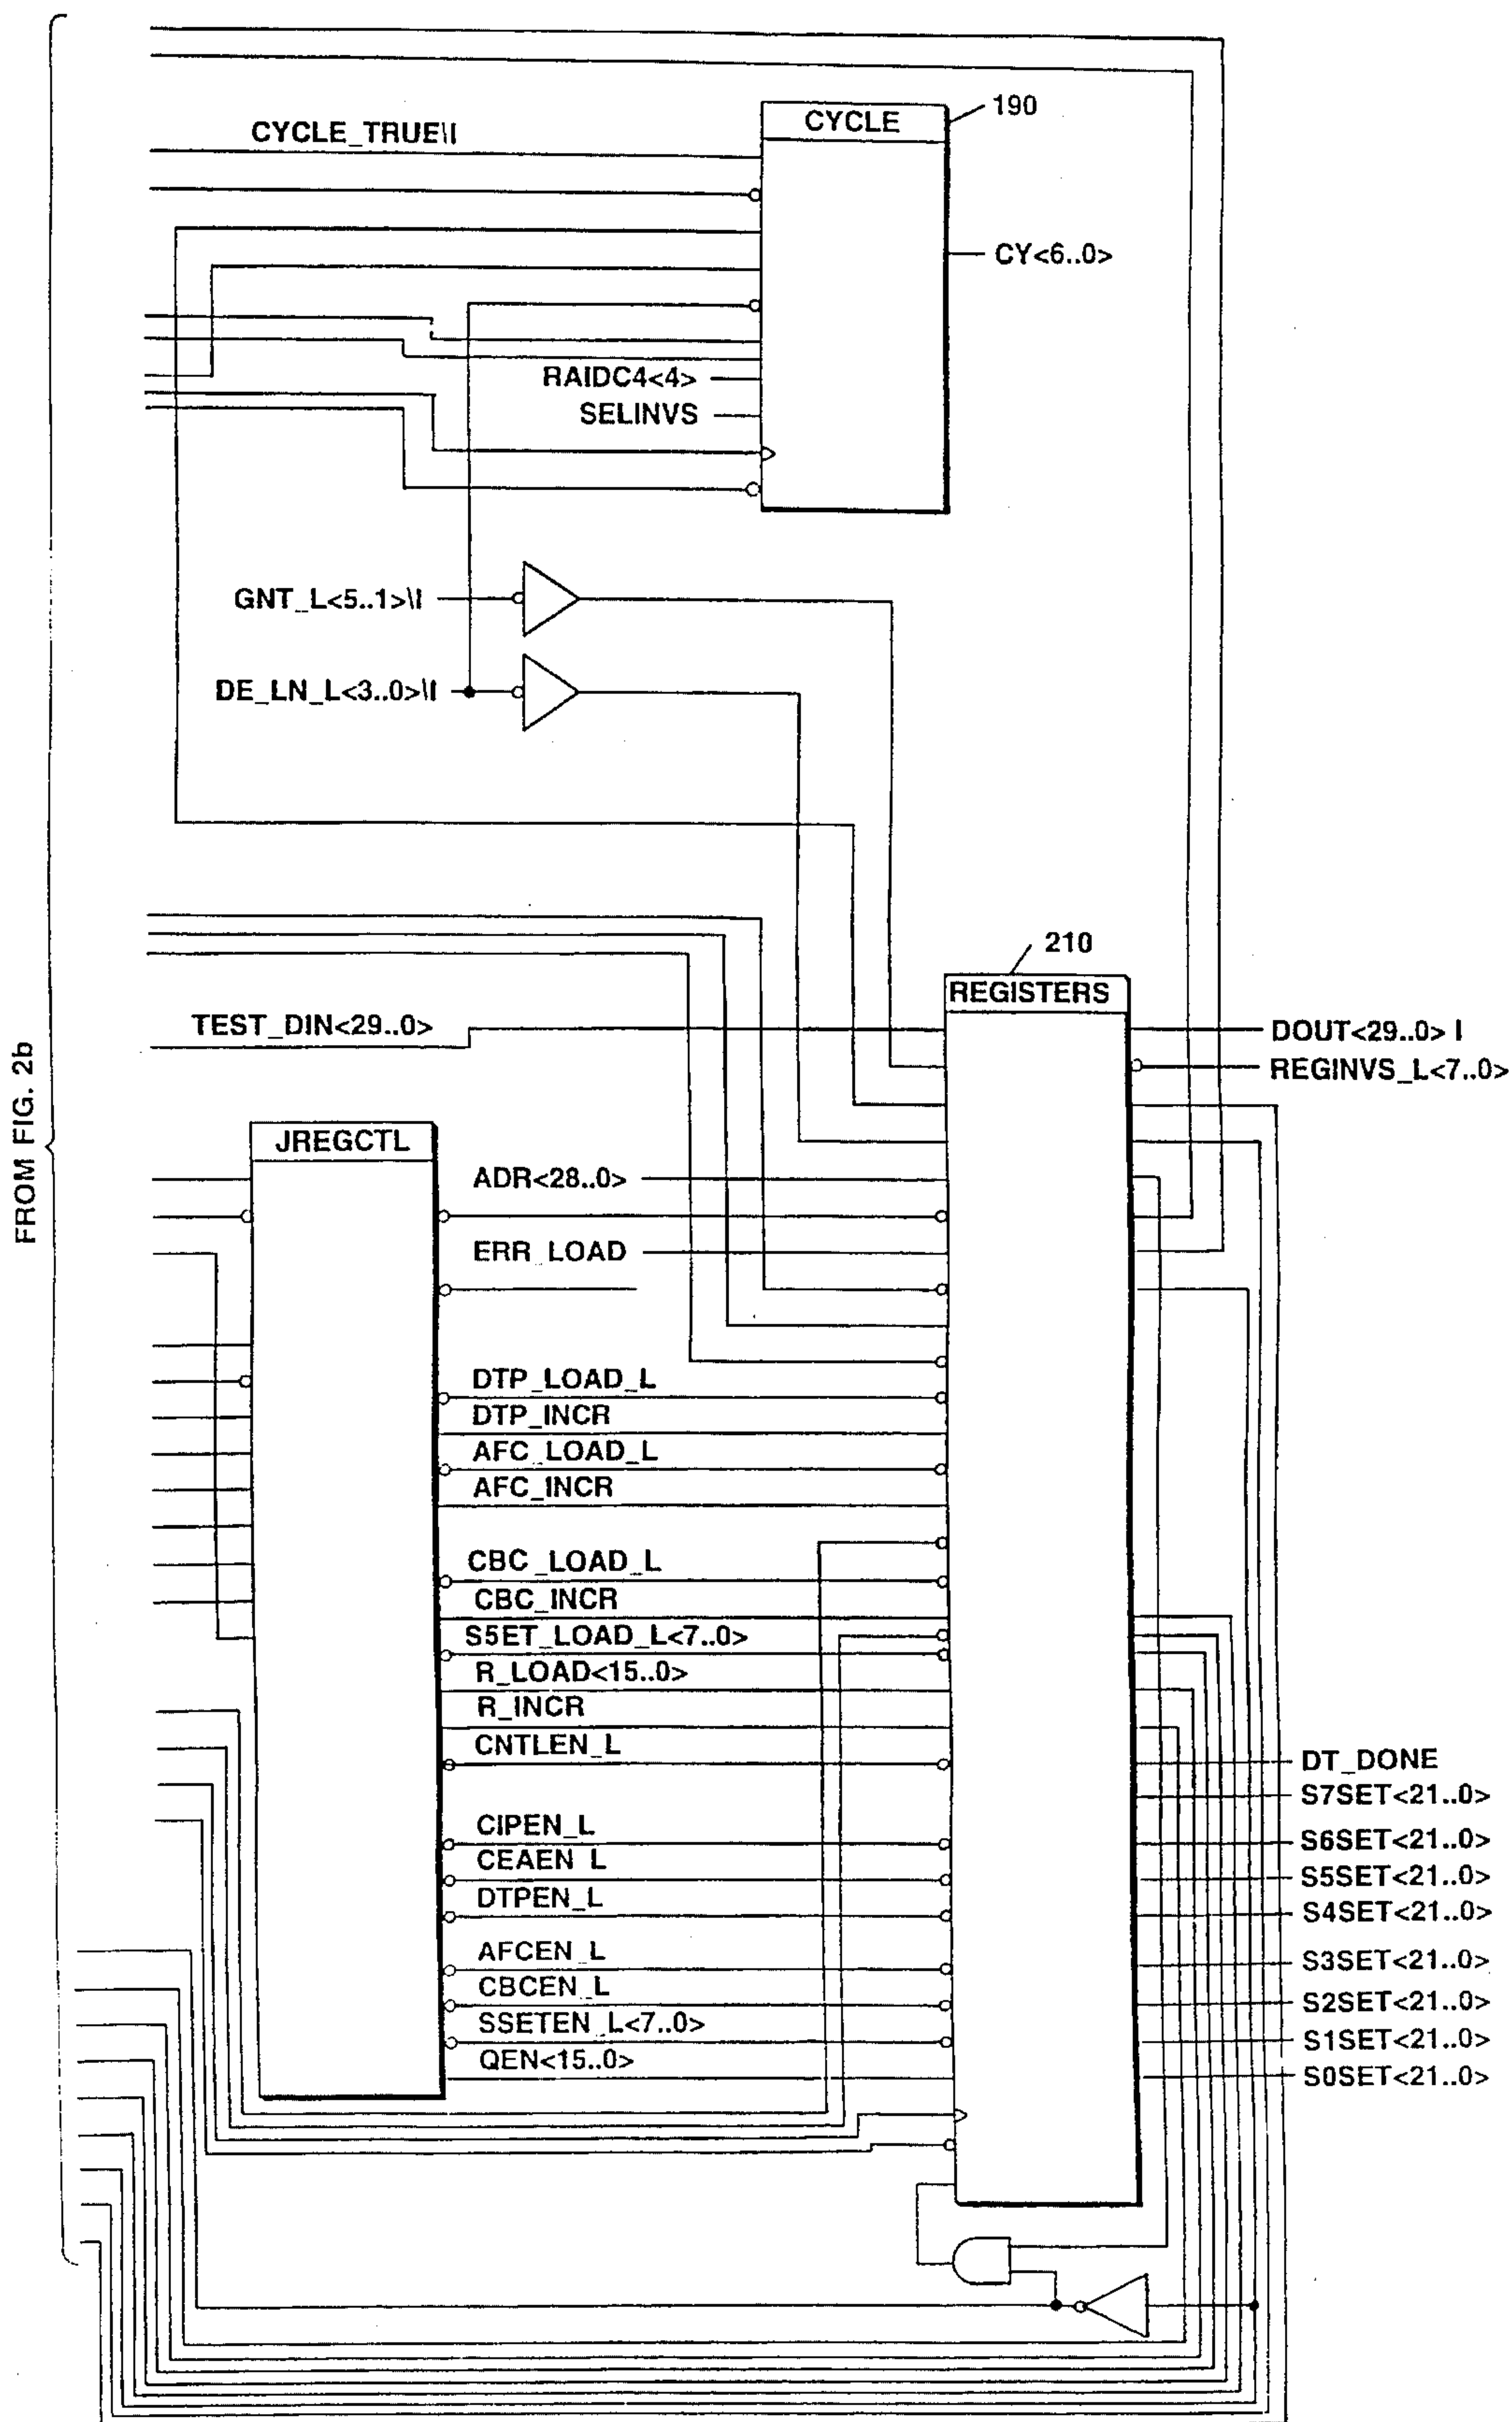 FROM FIG. 2b
190
CYCLE
CYCLE_TRUE\I
CY<6..0>
RAIDC4<4>
SELINVS
GNT_L<5..1>\I
DE_LN_L<3..0>\I
210
REGISTERS
TEST_DIN<29..0>
DOUT<29..0> I
REGINVS_L<7..0>
JREGCTL
ADR<28..0>
ERR_LOAD
DTP_LOAD_L
DTP_INCR
AFC_LOAD_L
AFC_INCR
CBC_LOAD_L
CBC_INCR
S5ET_LOAD_L<7..0>
R_LOAD<15..0>
R_INCR
CNTLEN_L
DT_DONE
S7SET<21..0>
CIPEN_L
S6SET<21..0>
CEAEN_L
S5SET<21..0>
DTPEN_L
S4SET<21..0>
AFCEN_L
S3SET<21..0>
CBCEN_L
S2SET<21..0>
SSETEN_L<7..0>
S1SET<21..0>
QEN<15..0>
S0SET<21..0>